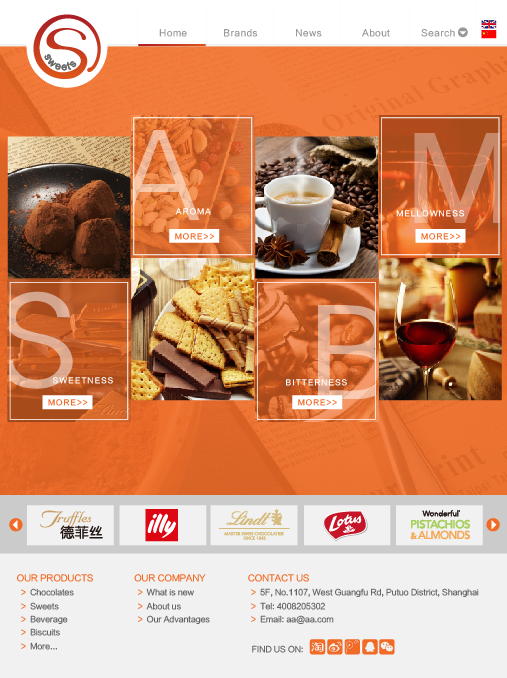 S
sweets
Home Brands News About Search
Original Graphi
A
AROMA
MORE>>
M
MELLOWNESS
MORE>>
S
SWEETNESS
MORE>>
B
BITTERNESS
MORE>>
Truffles
德菲丝
illy
Lindt
MASTER SWISS CHOCOLATIER
SINCE 1845
Lotus
Wonderful
PISTACHIOS
& ALMONDS
OUR PRODUCTS
> Chocolates
> Sweets
> Beverage
> Biscuits
> More...
OUR COMPANY
> What is new
> About us
> Our Advantages
CONTACT US
> 5F, No.1107, West Guangfu Rd, Putuo District, Shanghai
> Tel: 4008205302
> Email: aa@aa.com
FIND US ON:
淘